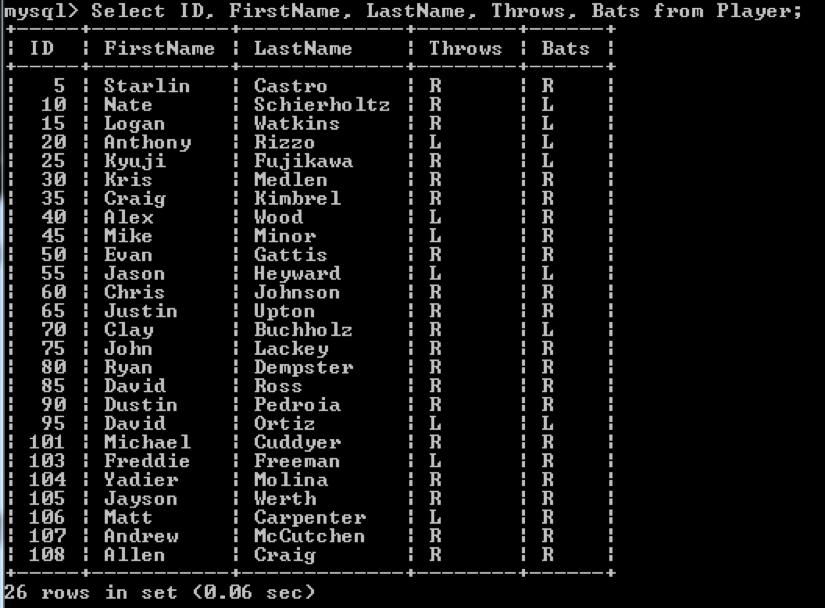 mysql> Select ID, FirstName, LastName, Throws, Bats from Player;
+-----+-----------+-------------+--------+------+
| ID  | FirstName | LastName    | Throws | Bats |
+-----+-----------+-------------+--------+------+
|   5 | Starlin   | Castro      | R      | R    |
|  10 | Nate      | Schierholtz | R      | L    |
|  15 | Logan     | Watkins     | R      | L    |
|  20 | Anthony   | Rizzo       | L      | L    |
|  25 | Kyuji     | Fujikawa    | R      | L    |
|  30 | Kris      | Medlen      | R      | R    |
|  35 | Craig     | Kimbrel     | R      | R    |
|  40 | Alex      | Wood        | L      | R    |
|  45 | Mike      | Minor       | L      | R    |
|  50 | Evan      | Gattis      | R      | R    |
|  55 | Jason     | Heyward     | L      | L    |
|  60 | Chris     | Johnson     | R      | R    |
|  65 | Justin    | Upton       | R      | R    |
|  70 | Clay      | Buchholz    | R      | L    |
|  75 | John      | Lackey      | R      | R    |
|  80 | Ryan      | Dempster    | R      | R    |
|  85 | David     | Ross        | R      | R    |
|  90 | Dustin    | Pedroia     | R      | R    |
|  95 | David     | Ortiz       | L      | L    |
| 101 | Michael   | Cuddyer     | R      | R    |
| 103 | Freddie   | Freeman     | L      | R    |
| 104 | Yadier    | Molina      | R      | R    |
| 105 | Jayson    | Werth       | R      | R    |
| 106 | Matt      | Carpenter   | L      | R    |
| 107 | Andrew    | McCutchen   | R      | R    |
| 108 | Allen     | Craig       | R      | R    |
+-----+-----------+-------------+--------+------+
26 rows in set (0.06 sec)